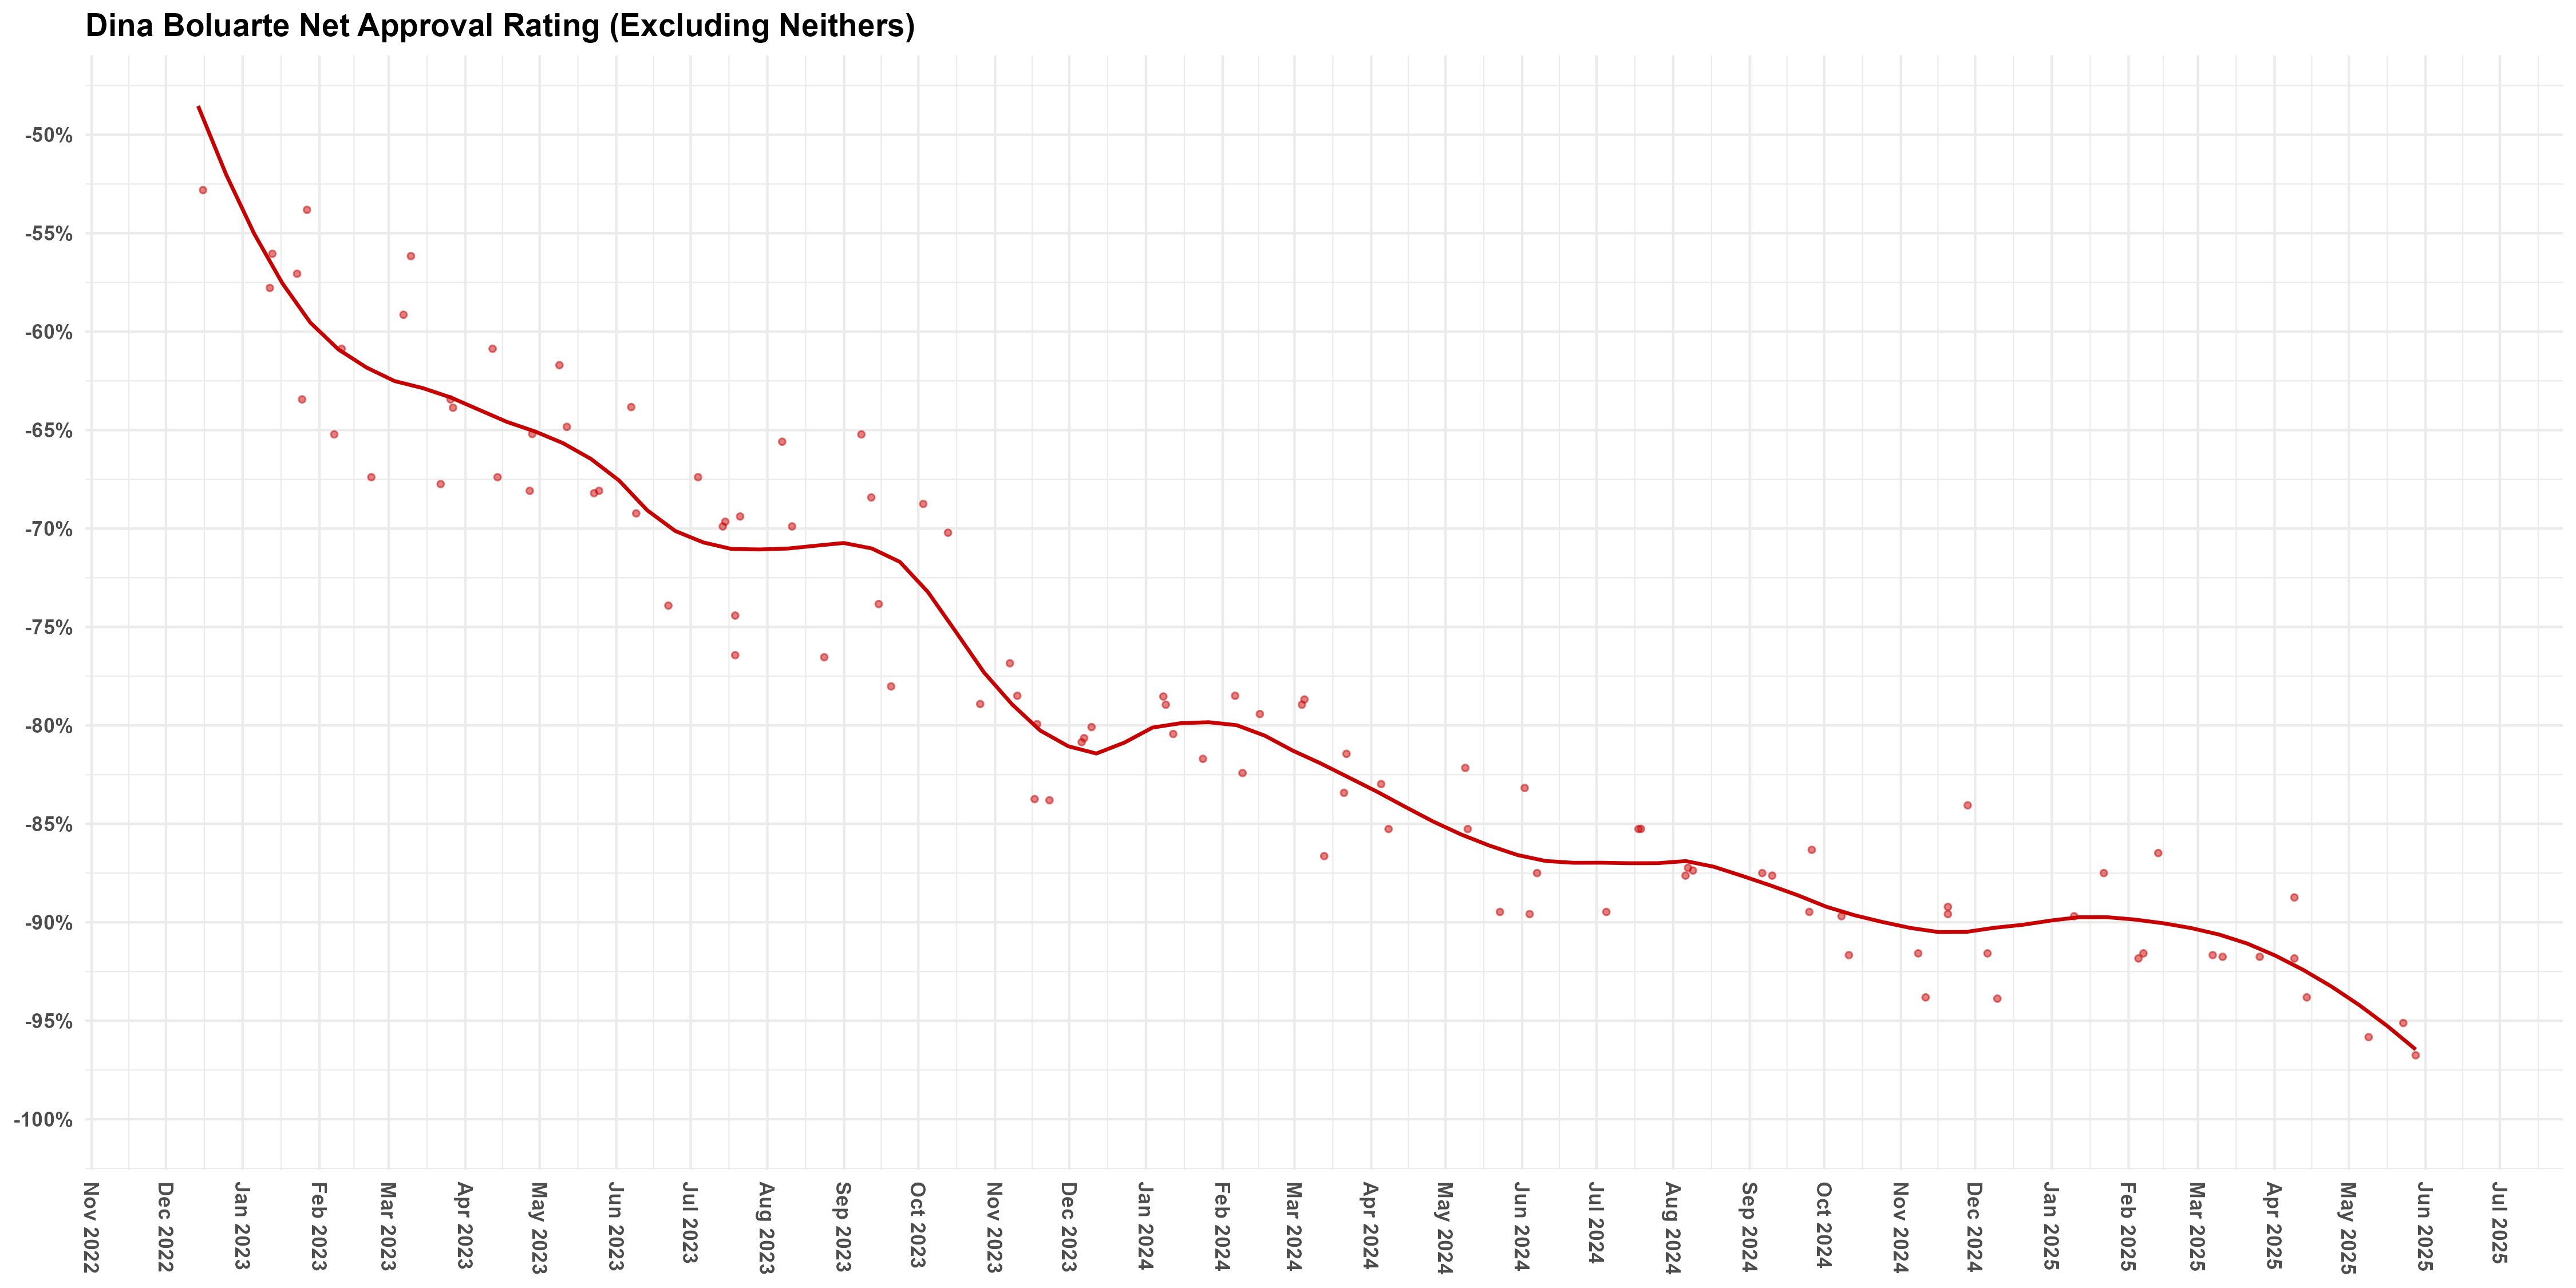 Dina Boluarte Net Approval Rating (Excluding Neithers)
-50%
-55%
-60%
-65%
-70%
-75%
-80%
-85%
-90%
-95%
-100%
Nov 2022
Dec 2022
Jan 2023
Feb 2023
Mar 2023
Apr 2023
May 2023
Jun 2023
Jul 2023
Aug 2023
Sep 2023
Oct 2023
Nov 2023
Dec 2023
Jan 2024
Feb 2024
Mar 2024
Apr 2024
May 2024
Jun 2024
Jul 2024
Aug 2024
Sep 2024
Oct 2024
Nov 2024
Dec 2024
Jan 2025
Feb 2025
Mar 2025
Apr 2025
May 2025
Jun 2025
Jul 2025